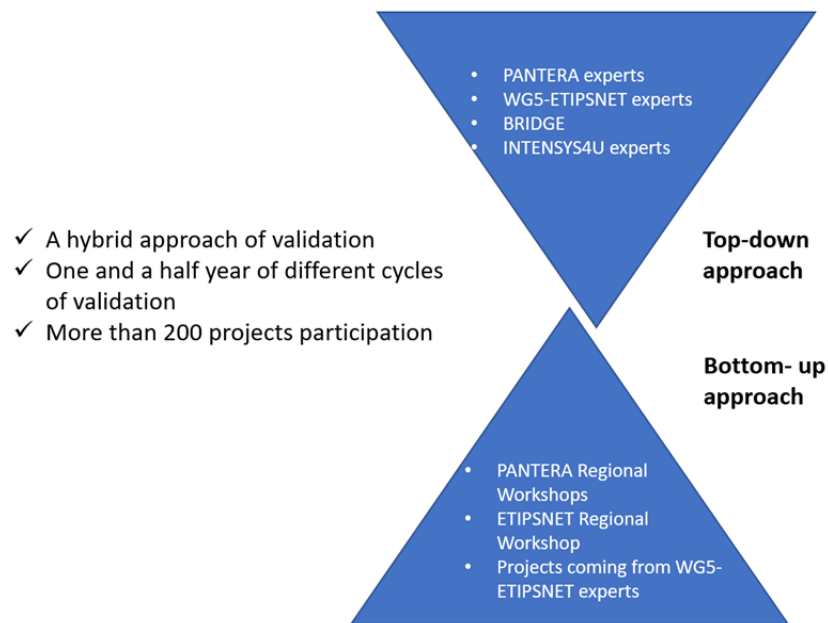 • PANTERA experts
• WG5-ETIPSNET experts
• BRIDGE
• INTENSYS4U experts
✓ A hybrid approach of validation
✓ One and a half year of different cycles
of validation
✓ More than 200 projects participation
Top-down
approach
Bottom- up
approach
• PANTERA Regional
Workshops
• ETIPSNET Regional
Workshop
• Projects coming from WG5-
ETIPSNET experts